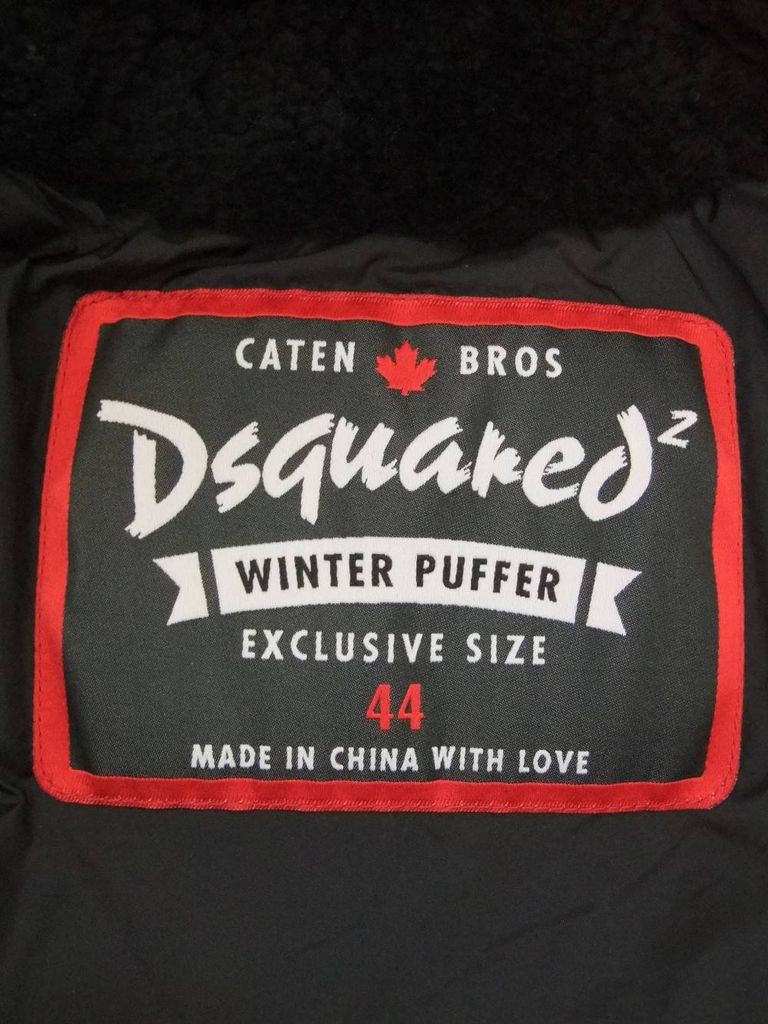 CATEN BROS
Dsquared2
WINTER PUFFER
EXCLUSIVE SIZE
44
MADE IN CHINA WITH LOVE